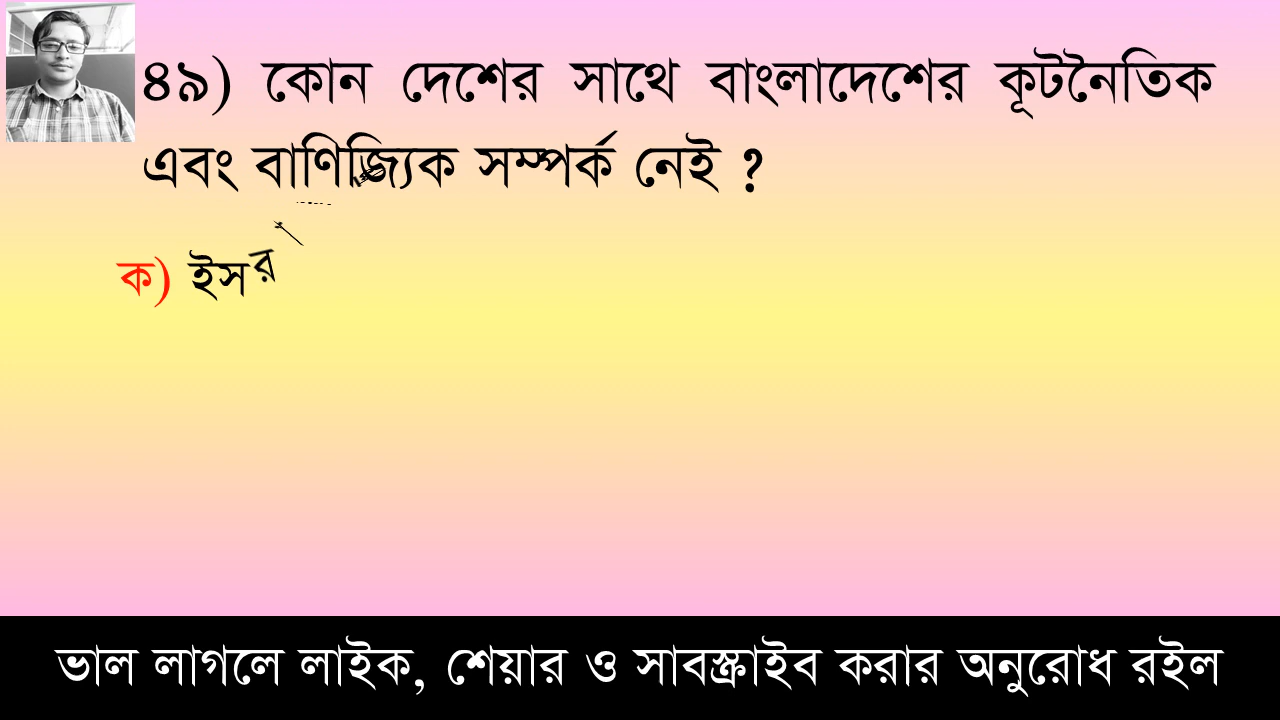 ৪৯) কোন দেশের সাথে বাংলাদেশের কূটনৈতিক
এবং বাণিজ্যিক সম্পর্ক নেই ?
ক) ইসরা
ভাল লাগলে লাইক, শেয়ার ও সাবস্ক্রাইব করার অনুরোধ রইল